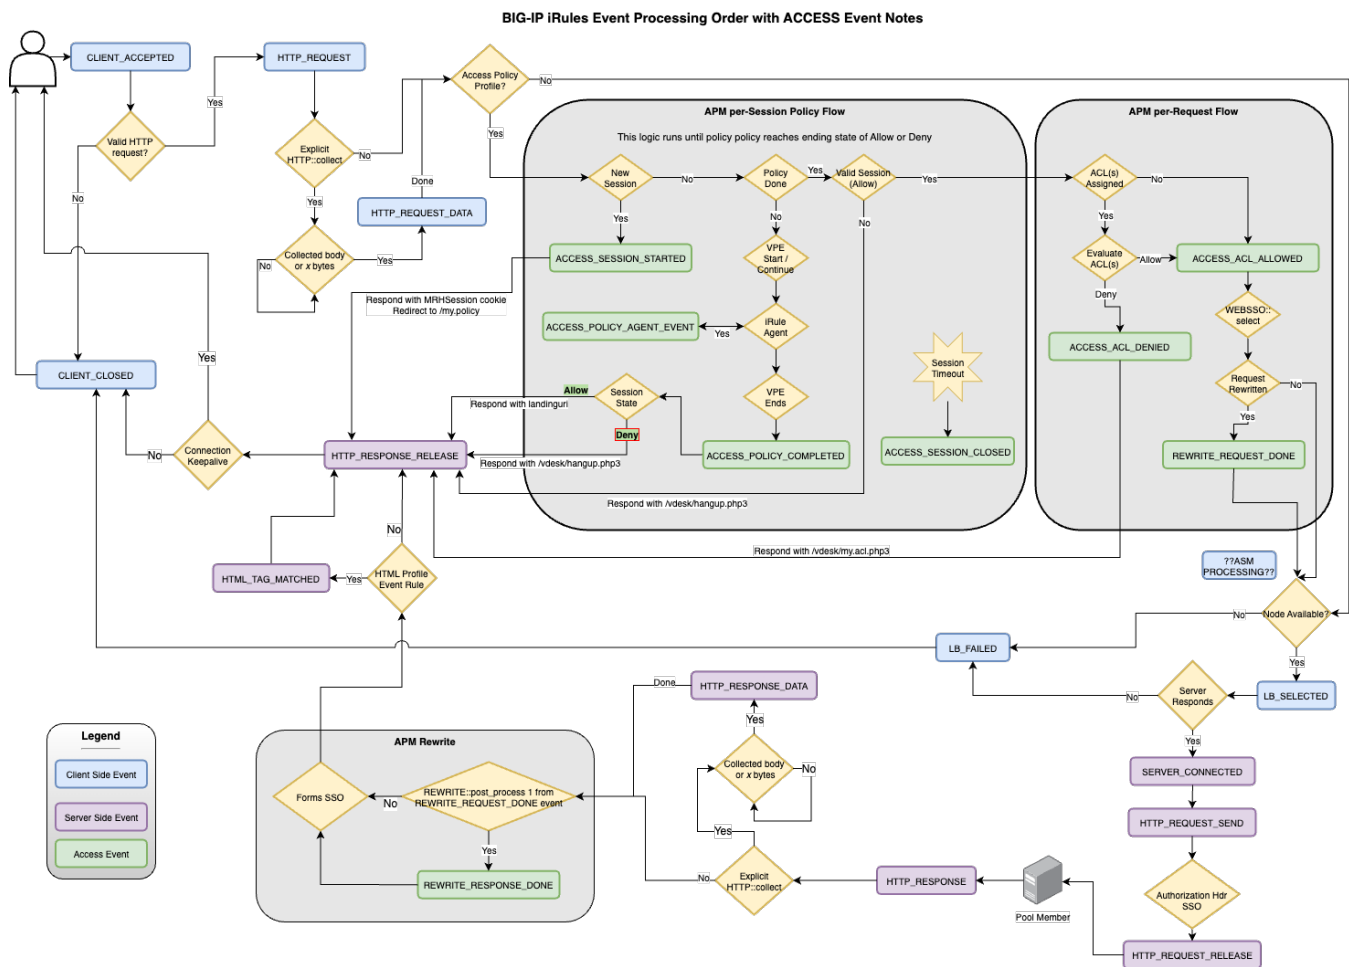 BIG-IP iRules Event Processing Order with ACCESS Event Notes
CLIENT_ACCEPTED
HTTP_REQUEST
Access Policy
Profile?
No
Yes
Valid HTTP
request?
Explicit
HTTP::collect
No
Done
Yes
No
Yes
HTTP_REQUEST_DATA
Collected body
or x bytes
No
Yes
APM per-Session Policy Flow
This logic runs until policy policy reaches ending state of Allow or Deny
New
Session
No
Policy
Done
Yes
Valid Session
(Allow)
Yes
Yes
No
No
ACCESS_SESSION_STARTED
VPE
Start /
Continue
Respond with MRHSession cookie
Redirect to /my.policy
ACCESS_POLICY_AGENT_EVENT
Yes
iRule
Agent
Session
Timeout
Allow
Session
State
VPE
Ends
Respond with landinguri
Deny
ACCESS_POLICY_COMPLETED
ACCESS_SESSION_CLOSED
Respond with /vdesk/hangup.php3
Respond with /vdesk/hangup.php3
APM per-Request Flow
ACL(s)
Assigned
No
Yes
Evaluate
ACL(s)
Allow
ACCESS_ACL_ALLOWED
Deny
WEBSSO::
select
ACCESS_ACL_DENIED
Request
Rewritten
No
Yes
REWRITE_REQUEST_DONE
Respond with /vdesk/my.acl.php3
CLIENT_CLOSED
Yes
Connection
Keepalive
No
HTTP_RESPONSE_RELEASE
No
HTML_TAG_MATCHED
Yes
HTML Profile
Event Rule
??ASM
PROCESSING??
Node Available?
No
Yes
LB_FAILED
LB_SELECTED
Server
Responds
No
Yes
SERVER_CONNECTED
HTTP_REQUEST_SEND
Authorization Hdr
SSO
HTTP_REQUEST_RELEASE
Pool Member
HTTP_RESPONSE
Explicit
HTTP::collect
No
Yes
Collected body
or x bytes
No
Yes
HTTP_RESPONSE_DATA
Done
APM Rewrite
Forms SSO
No
REWRITE::post_process 1 from
REWRITE_REQUEST_DONE event
Yes
REWRITE_RESPONSE_DONE
Legend
Client Side Event
Server Side Event
Access Event